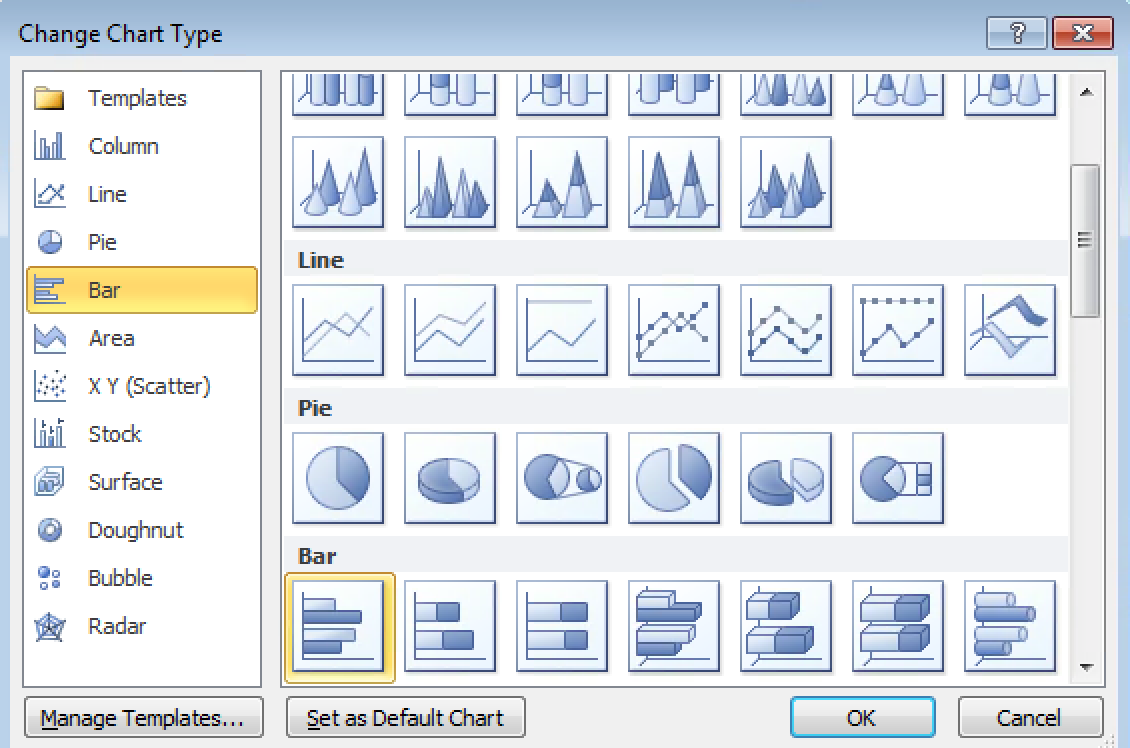 Change Chart Type
?
Templates
Column
Line
Pie
Bar
Area
X Y (Scatter)
Stock
Surface
Doughnut
Bubble
Radar
Line
Pie
Bar
Manage Templates...
Set as Default Chart
OK
Cancel